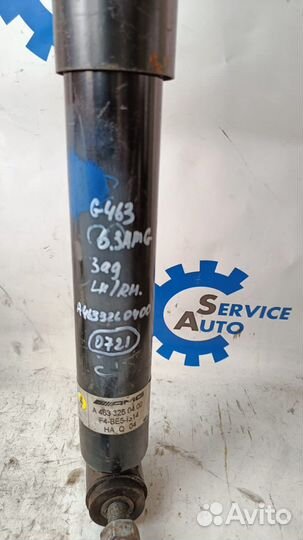 G463
6.3AMG
Зад
LH/RH.
A4633260400
0721
AMG
A 463 326 04 00
F4-BE5-I214
HA Q 04
SERVICE
AUTO
Avito